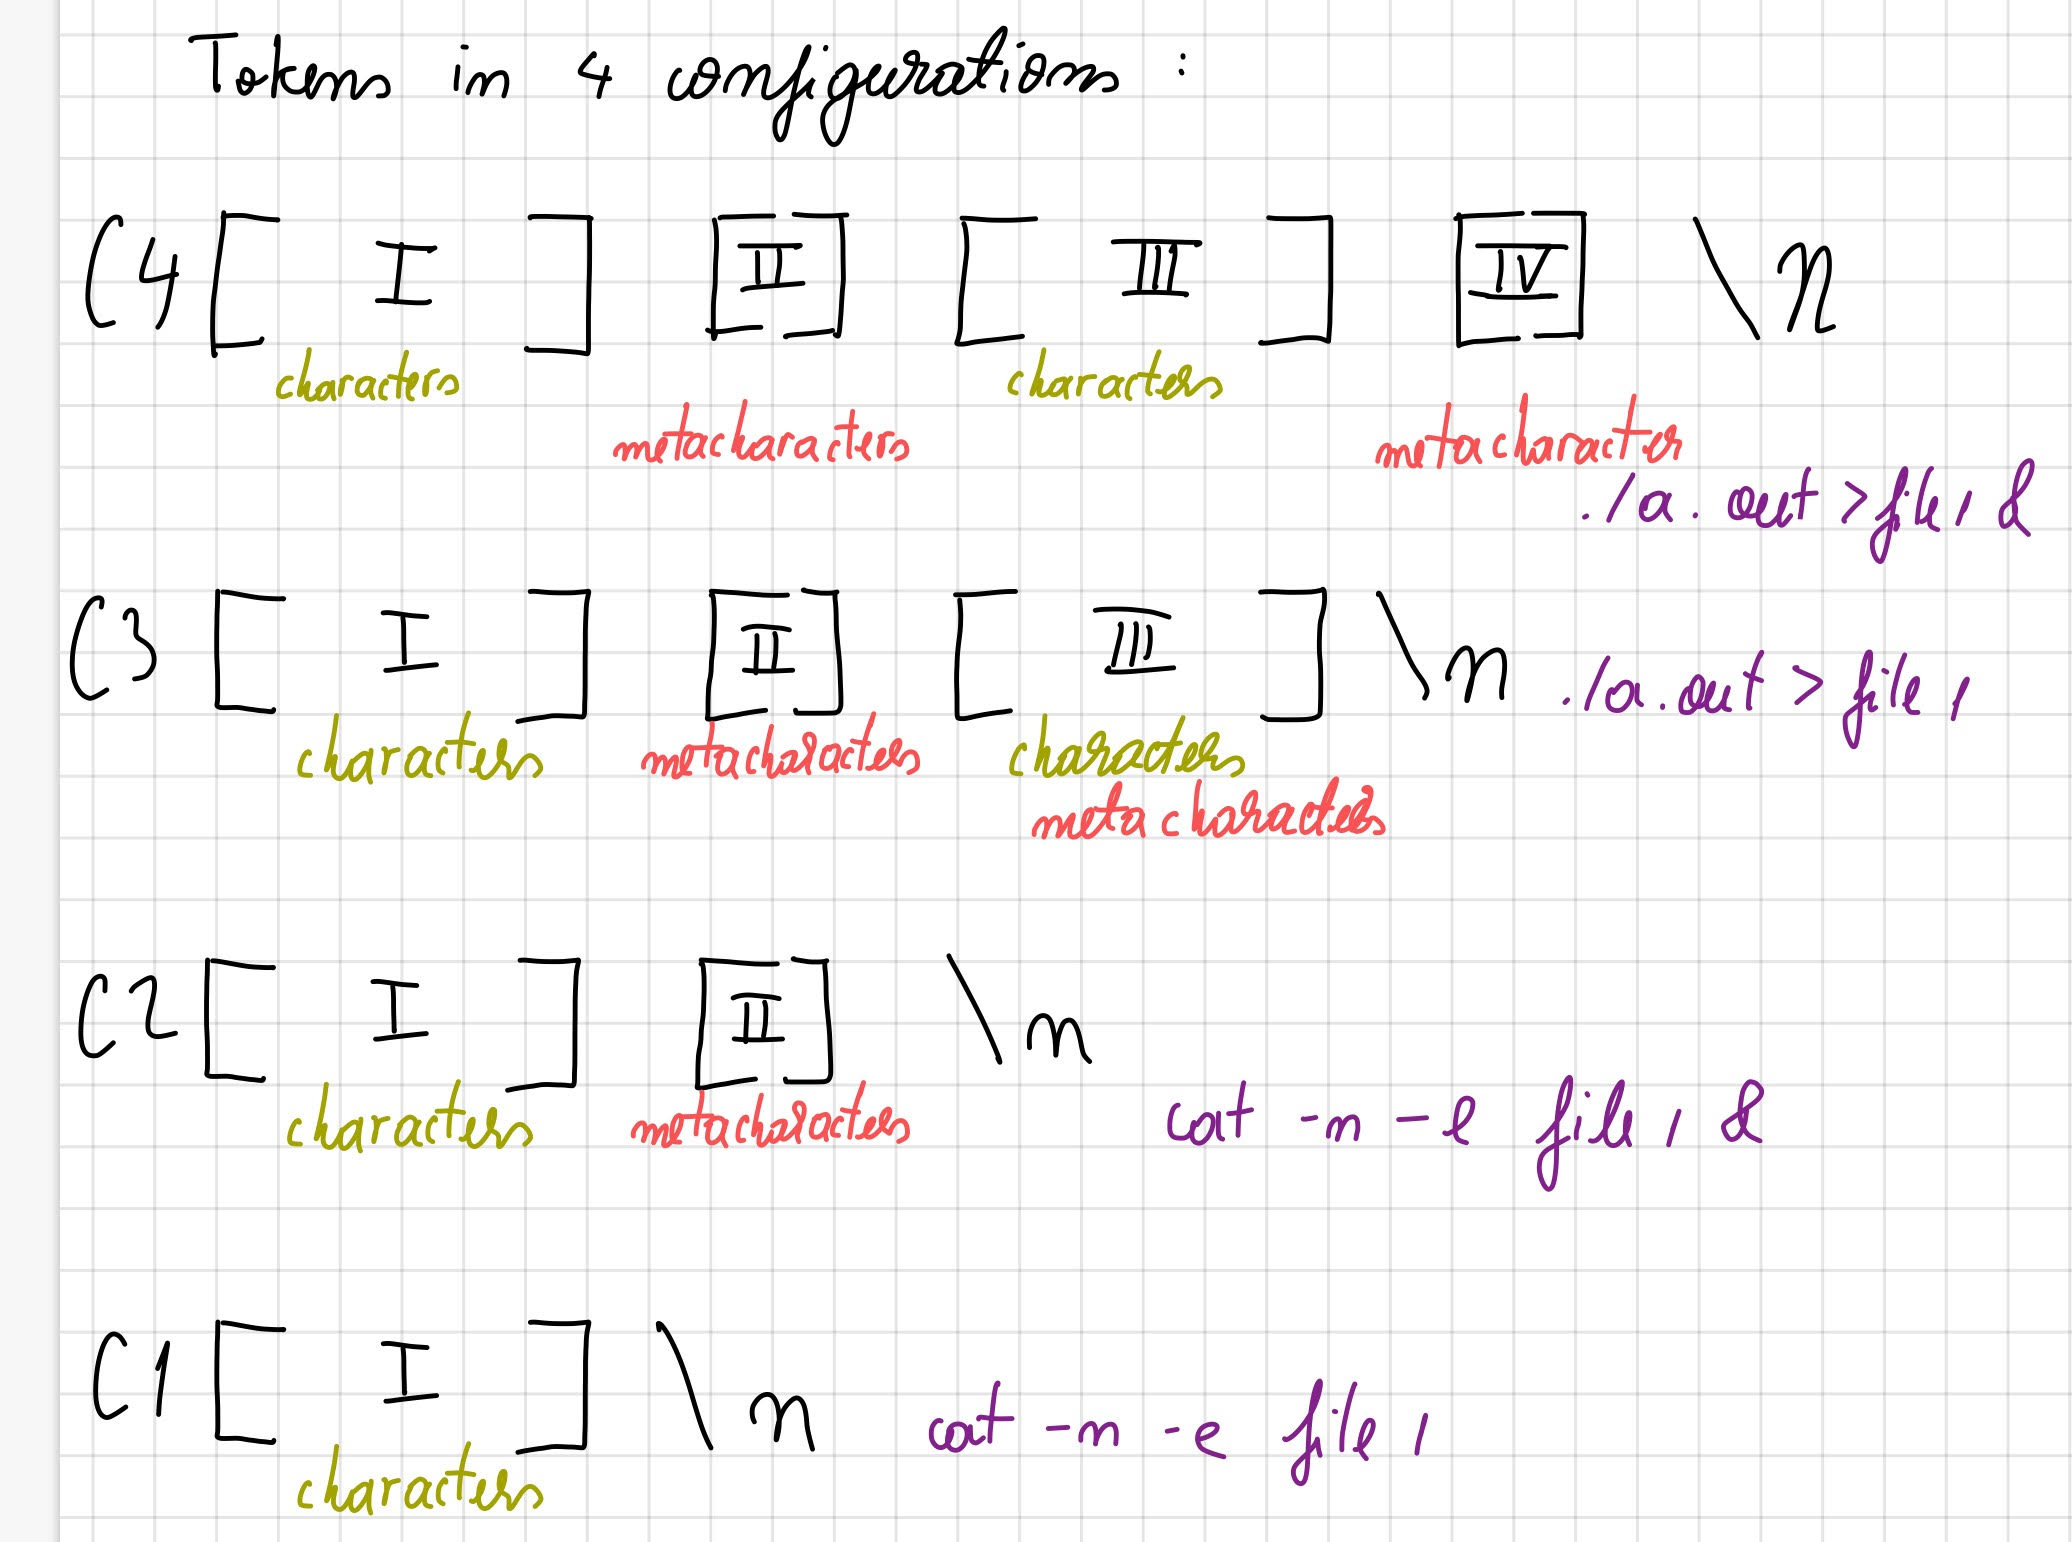 Tokens in 4 configurations :
C4 [ I ] [ II ] [ III ] [ IV ] \n
characters characters
metacharacters metacharacter
./a.out >file1 &
C3 [ I ] [ II ] [ III ] \n ./a.out > file1
characters metacharacters characters
metacharacters
C2 [ I ] [ II ] \n
characters metacharacters cat -n -e file1 &
C1 [ I ] \n cat -n -e file1
characters